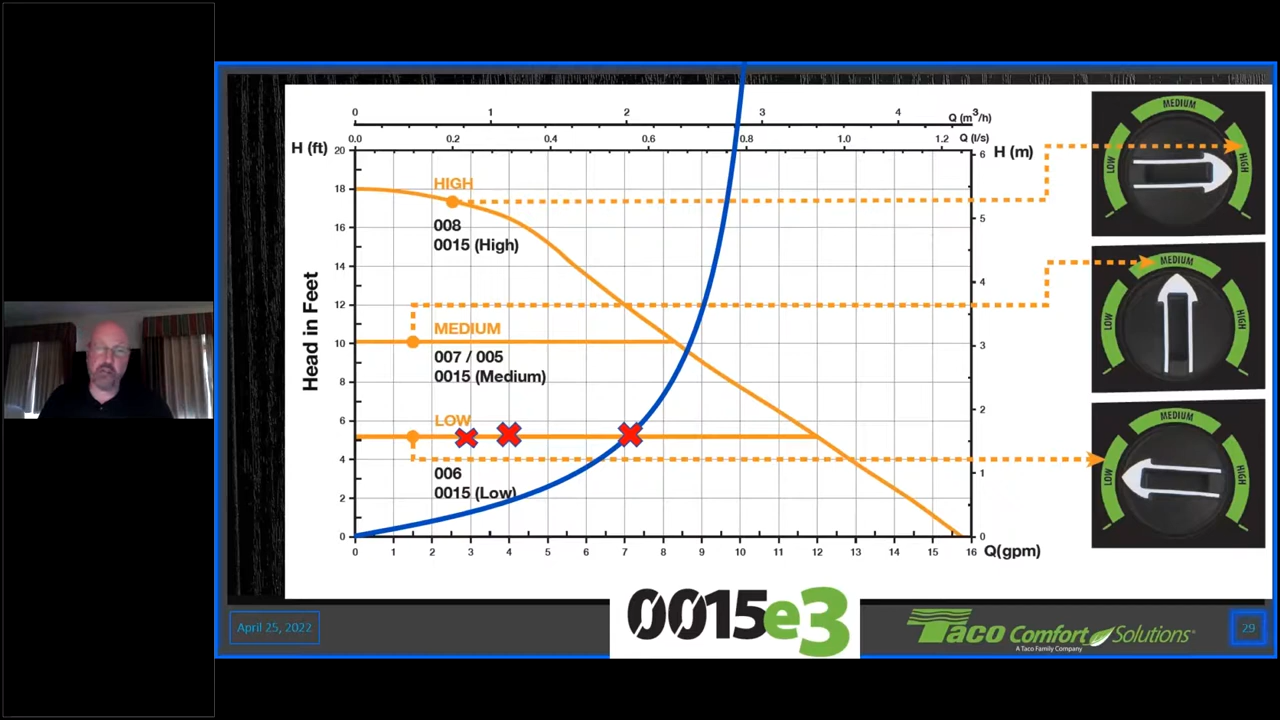 0 1 2 3 4 Q (m³/h)
0.0 0.2 0.4 0.6 0.8 1.0 1.2 Q (l/s)
H (ft)
H (m)
20
18
16
14
12
10
8
6
4
2
0
6
5
4
3
2
1
0
Head in Feet
HIGH
008
0015 (High)
MEDIUM
007 / 005
0015 (Medium)
LOW
006
0015 (Low)
0 1 2 3 4 5 6 7 8 9 10 11 12 13 14 15 16 Q(gpm)
MEDIUM
LOW
HIGH
MEDIUM
LOW
HIGH
MEDIUM
LOW
HIGH
April 25, 2022
0015e3
Taco Comfort Solutions®
A Taco Family Company
29